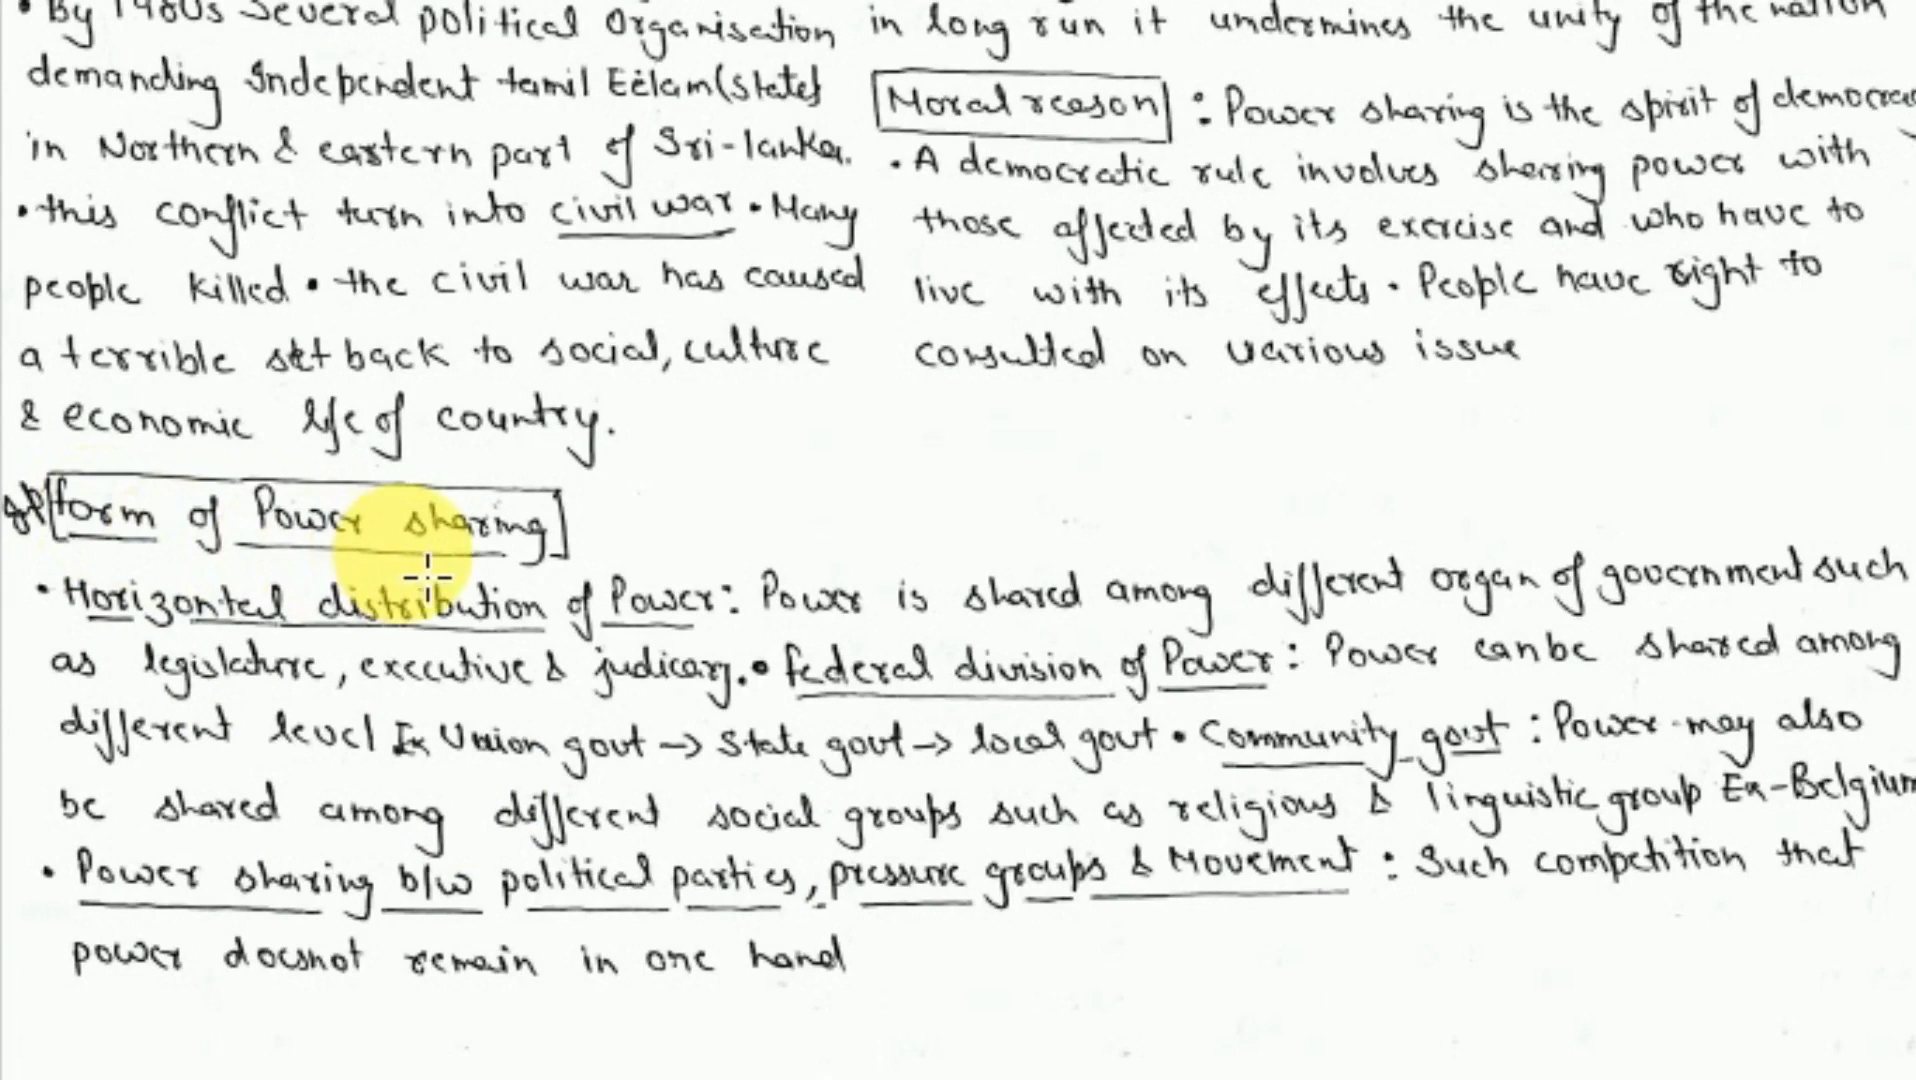 • By 1980s several political Organisation
demanding Independent tamil Eelam(state)
in Northern & eastern part of Sri-lanka.
• this conflict turn into civil war • Many
people killed • the civil war has caused
a terrible set back to social, culture
& economic life of country.
in long run it undermines the unity of the nation
Moral reason : Power sharing is the spirit of democrac
• A democratic rule involves sharing power with
those affected by its exercise and who have to
live with its effects • People have right to
consulted on various issue
form of Power sharing
• Horizontal distribution of Power: Power is shared among different organ of government such
as legislature, executive & judicary. • federal division of Power: Power can be shared among
different level Ex Union govt → State govt → local govt • Community govt : Power may also
be shared among different social groups such as religious & linguistic group Ex-Belgium
• Power sharing b/w political parties, pressure groups & Movement : Such competition that
power doesnot remain in one hand